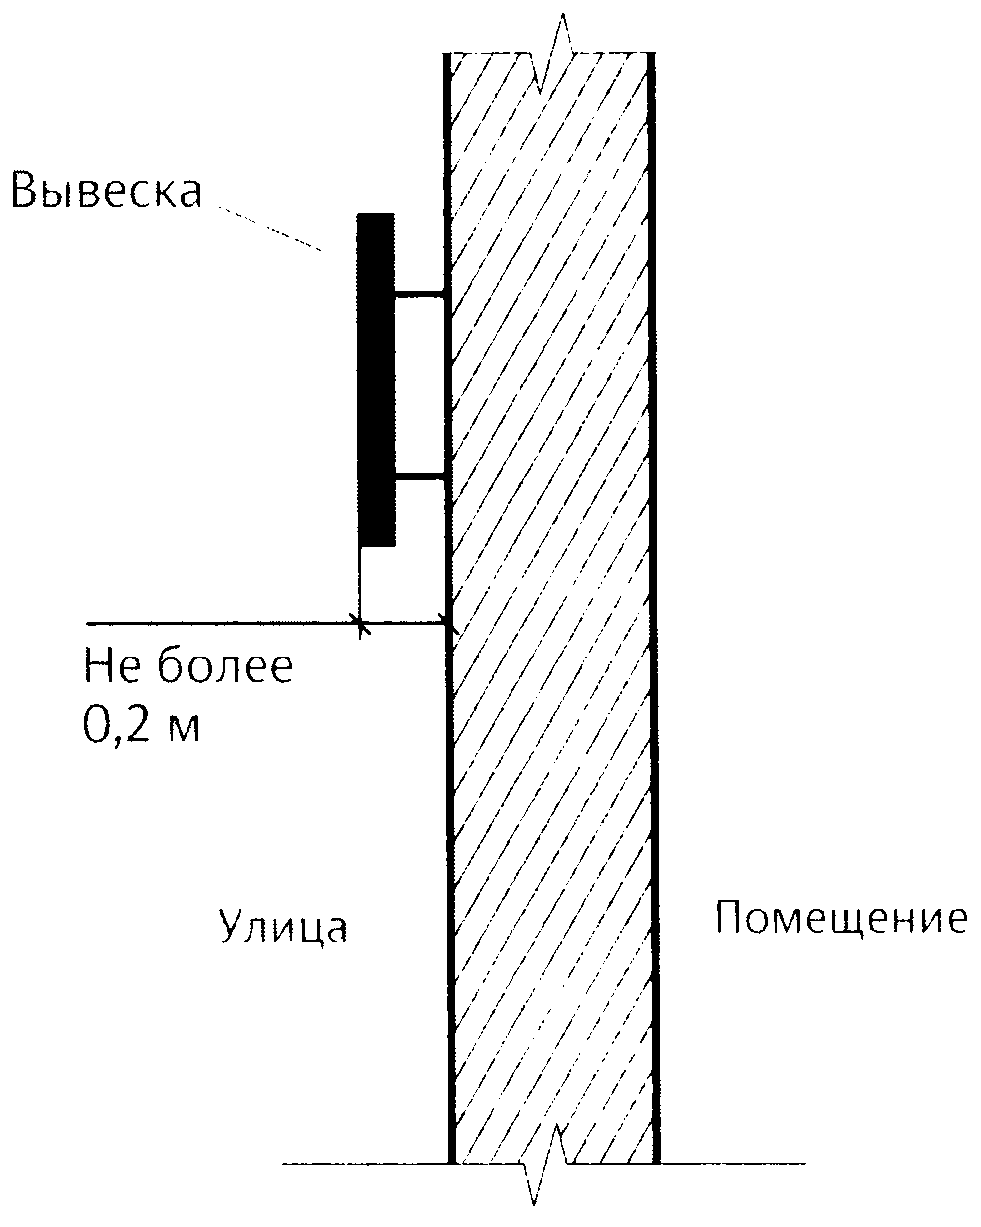 Вывеска
Не более
0,2 м
Улица
Помещение